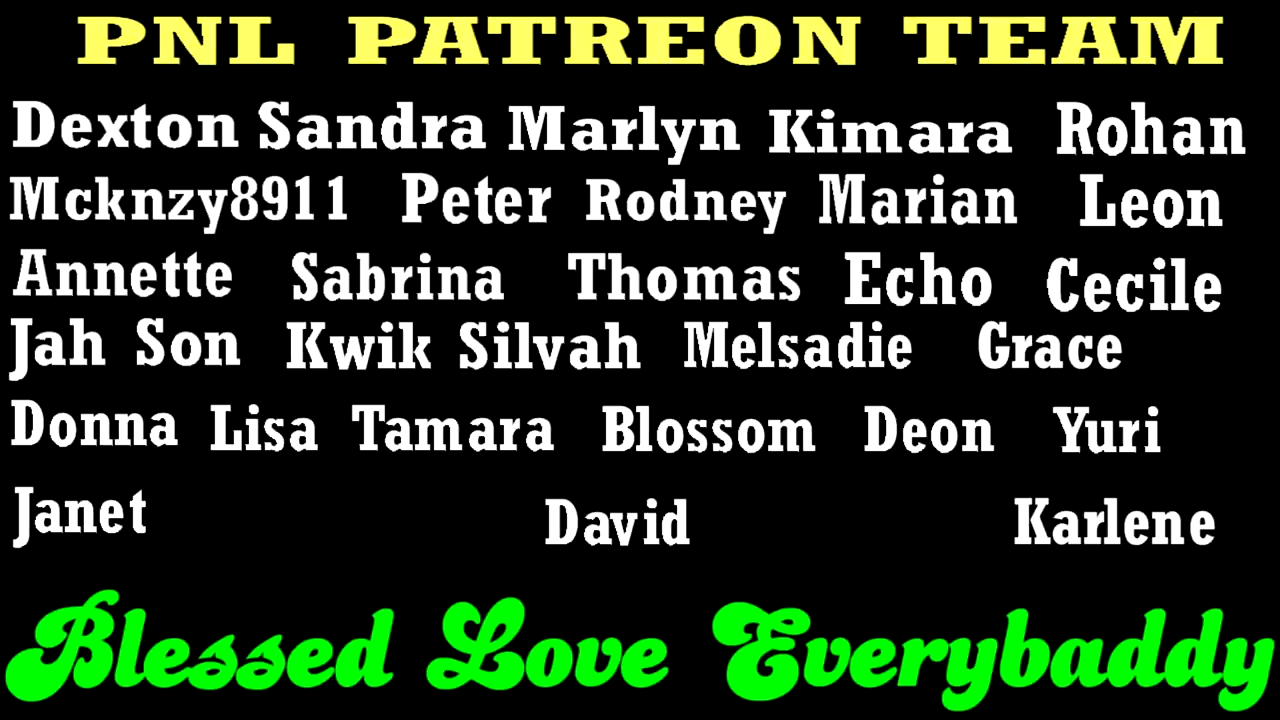 PNL PATREON TEAM
Dexton Sandra Marlyn Kimara Rohan
Mcknzy8911 Peter Rodney Marian Leon
Annette Sabrina Thomas Echo Cecile
Jah Son Kwik Silvah Melsadie Grace
Donna Lisa Tamara Blossom Deon Yuri
Janet David Karlene
Blessed Love Everybaddy